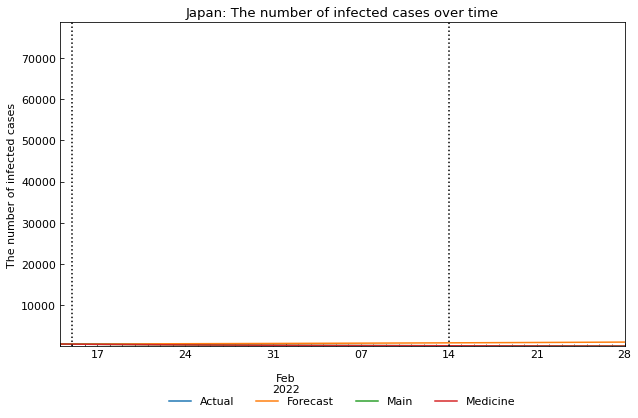 Japan: The number of infected cases over time
The number of infected cases
70000
60000
50000
40000
30000
20000
10000
17 24 31 07 14 21 28
Feb
2022
Actual Forecast Main Medicine